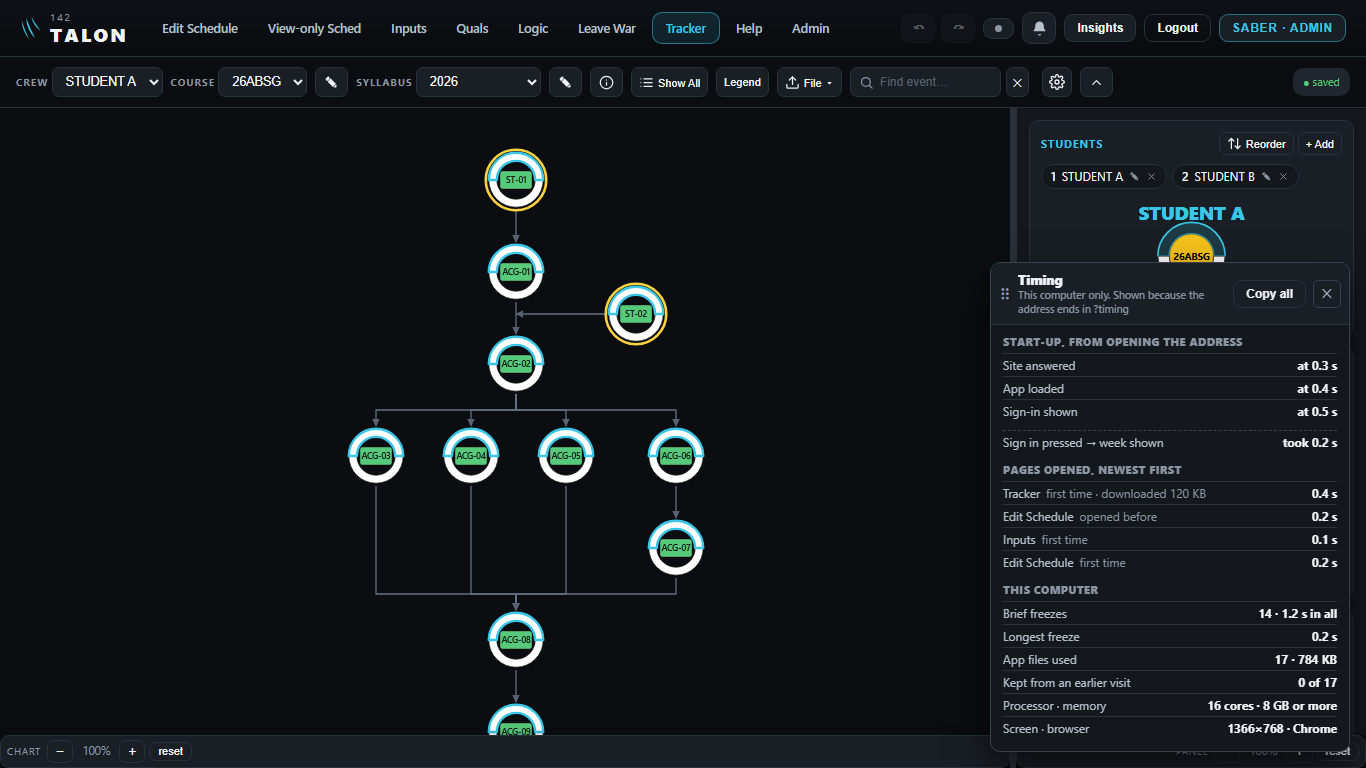 142
TALON
Edit Schedule
View-only Sched
Inputs
Quals
Logic
Leave War
Tracker
Help
Admin
Insights
Logout
SABER · ADMIN
CREW
STUDENT A
COURSE
26ABSG
SYLLABUS
2026
Show All
Legend
File
Find event...
saved
ST-01
ACG-01
ST-02
ACG-02
ACG-03
ACG-04
ACG-05
ACG-06
ACG-07
ACG-08
ACG-09
CHART
−
100%
+
reset
STUDENTS
Reorder
+ Add
1 STUDENT A
2 STUDENT B
STUDENT A
26ABSG
Timing
This computer only. Shown because the
address ends in ?timing
Copy all
START-UP, FROM OPENING THE ADDRESS
Site answered at 0.3 s
App loaded at 0.4 s
Sign-in shown at 0.5 s
Sign in pressed → week shown took 0.2 s
PAGES OPENED, NEWEST FIRST
Tracker first time · downloaded 120 KB 0.4 s
Edit Schedule opened before 0.2 s
Inputs first time 0.1 s
Edit Schedule first time 0.2 s
THIS COMPUTER
Brief freezes 14 · 1.2 s in all
Longest freeze 0.2 s
App files used 17 · 784 KB
Kept from an earlier visit 0 of 17
Processor · memory 16 cores · 8 GB or more
Screen · browser 1366×768 · Chrome